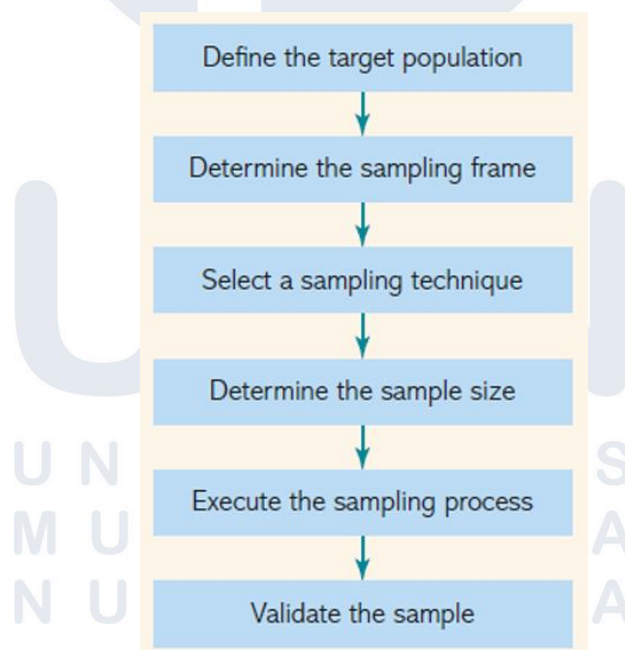 Define the target population
Determine the sampling frame
Select a sampling technique
Determine the sample size
Execute the sampling process
Validate the sample
U N
S
M U
A
N U
A